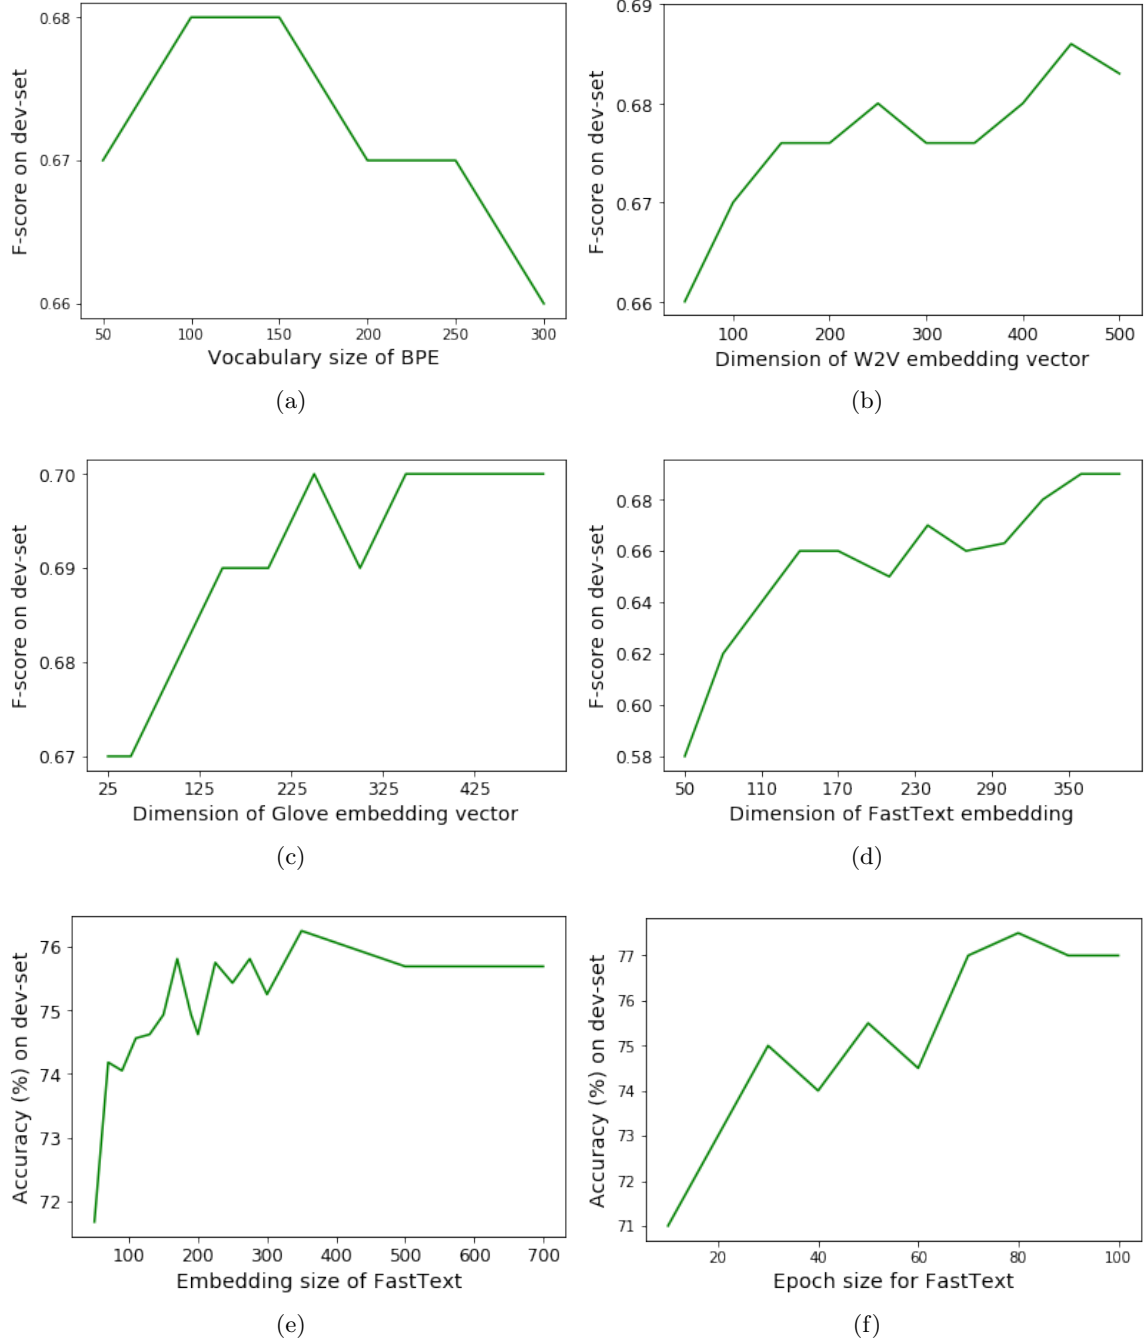 0.68
0.67
0.66
F-score on dev-set
50 100 150 200 250 300
Vocabulary size of BPE
(a)
0.69
0.68
0.67
0.66
F-score on dev-set
100 200 300 400 500
Dimension of W2V embedding vector
(b)
0.70
0.69
0.68
0.67
F-score on dev-set
25 125 225 325 425
Dimension of Glove embedding vector
(c)
0.68
0.66
0.64
0.62
0.60
0.58
F-score on dev-set
50 110 170 230 290 350
Dimension of FastText embedding
(d)
76
75
74
73
72
Accuracy (%) on dev-set
100 200 300 400 500 600 700
Embedding size of FastText
(e)
77
76
75
74
73
72
71
Accuracy (%) on dev-set
20 40 60 80 100
Epoch size for FastText
(f)